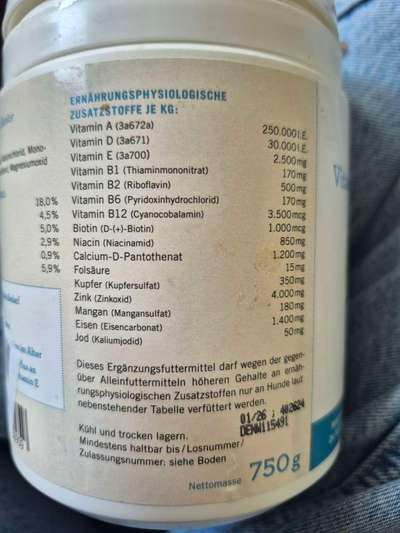 ERNÄHRUNGSPHYSIOLOGISCHE
ZUSATZSTOFFE JE KG:
Vitamin A (3a672a) 250.000 I.E.
Vitamin D (3a671) 30.000 I.E.
Vitamin E (3a700) 2.500mg
Vitamin B1 (Thiaminmononitrat) 170mg
Vitamin B2 (Riboflavin) 500mg
Vitamin B6 (Pyridoxinhydrochlorid) 170mg
Vitamin B12 (Cyanocobalamin) 3.500mcg
Biotin (D-(+)-Biotin) 1.000mcg
Niacin (Niacinamid) 850mg
Calcium-D-Pantothenat 1.200mg
Folsäure 15mg
Kupfer (Kupfersulfat) 350mg
Zink (Zinkoxid) 4.000mg
Mangan (Mangansulfat) 180mg
Eisen (Eisencarbonat) 1.400mg
Jod (Kaliumjodid) 50mg
Dieses Ergänzungsfuttermittel darf wegen der gegen-
über Alleinfuttermitteln höheren Gehalte an ernäh-
rungsphysiologischen Zusatzstoffen nur an Hunde laut
nebenstehender Tabelle verfüttert werden.
Kühl und trocken lagern.
Mindestens haltbar bis/Losnummer/
Zulassungsnummer: siehe Boden
01/26 ; 402624
DENW115491
Nettomasse 750g
Mono-
Magnesiumoxid
18,0%
4,5%
5,0%
2,9%
0,9%
5,9%